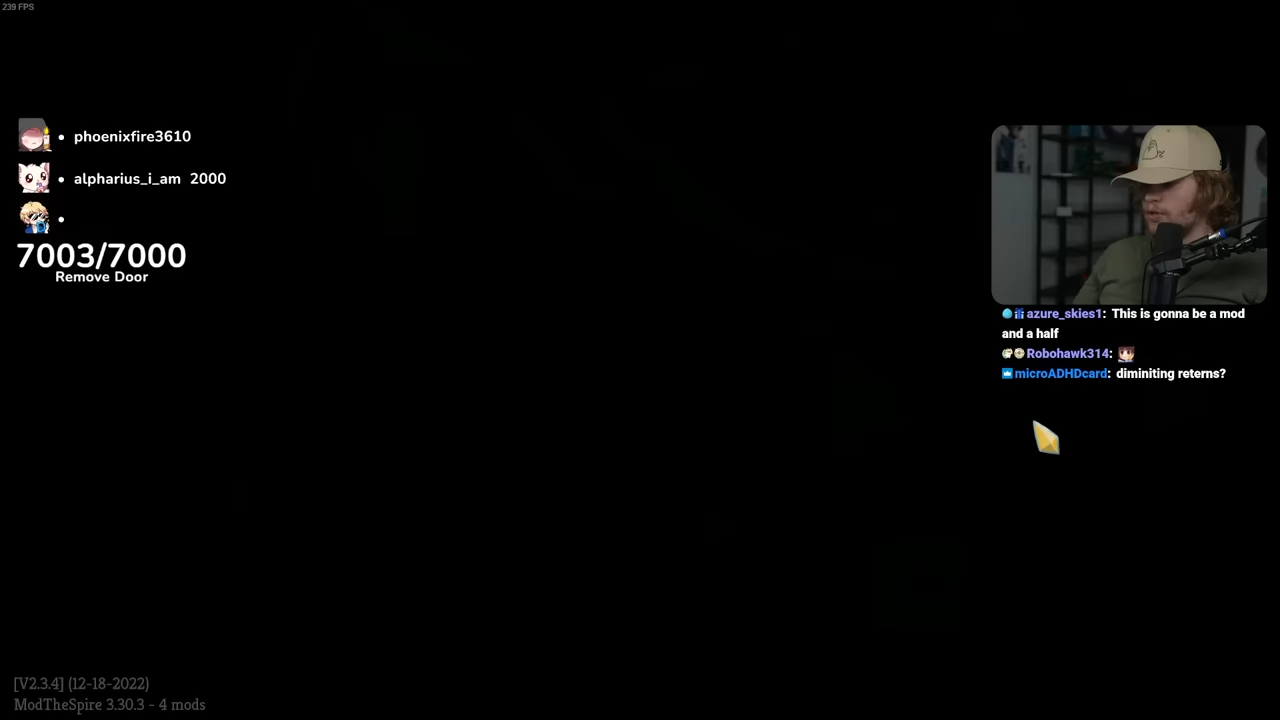 239 FPS
phoenixfire3610
alpharius_i_am 2000
7003/7000
Remove Door
azure_skies1: This is gonna be a mod
and a half
Robohawk314:
microADHDcard: diminiting reterns?
[V2.3.4] (12-18-2022)
ModTheSpire 3.30.3 - 4 mods